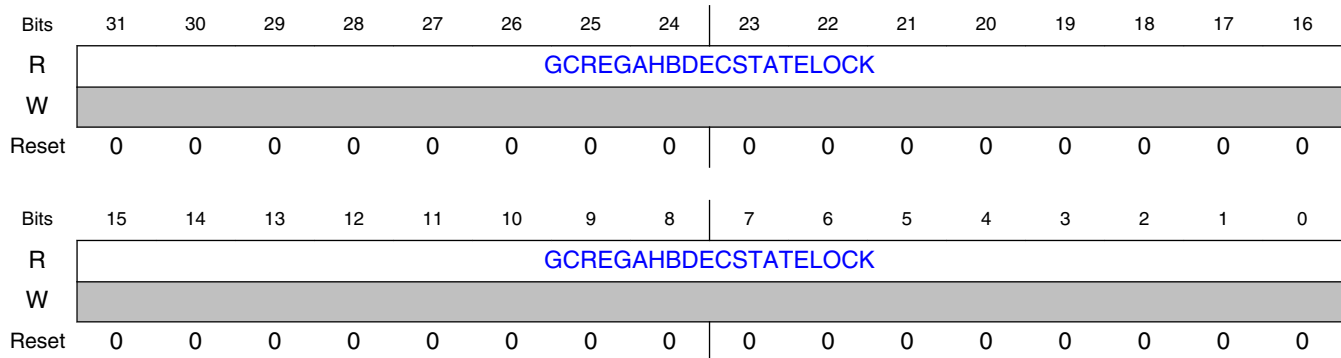 Bits 31 30 29 28 27 26 25 24 23 22 21 20 19 18 17 16
R GCREGAHBDECSTATELOCK
W
Reset 0 0 0 0 0 0 0 0 0 0 0 0 0 0 0 0
Bits 15 14 13 12 11 10 9 8 7 6 5 4 3 2 1 0
R GCREGAHBDECSTATELOCK
W
Reset 0 0 0 0 0 0 0 0 0 0 0 0 0 0 0 0